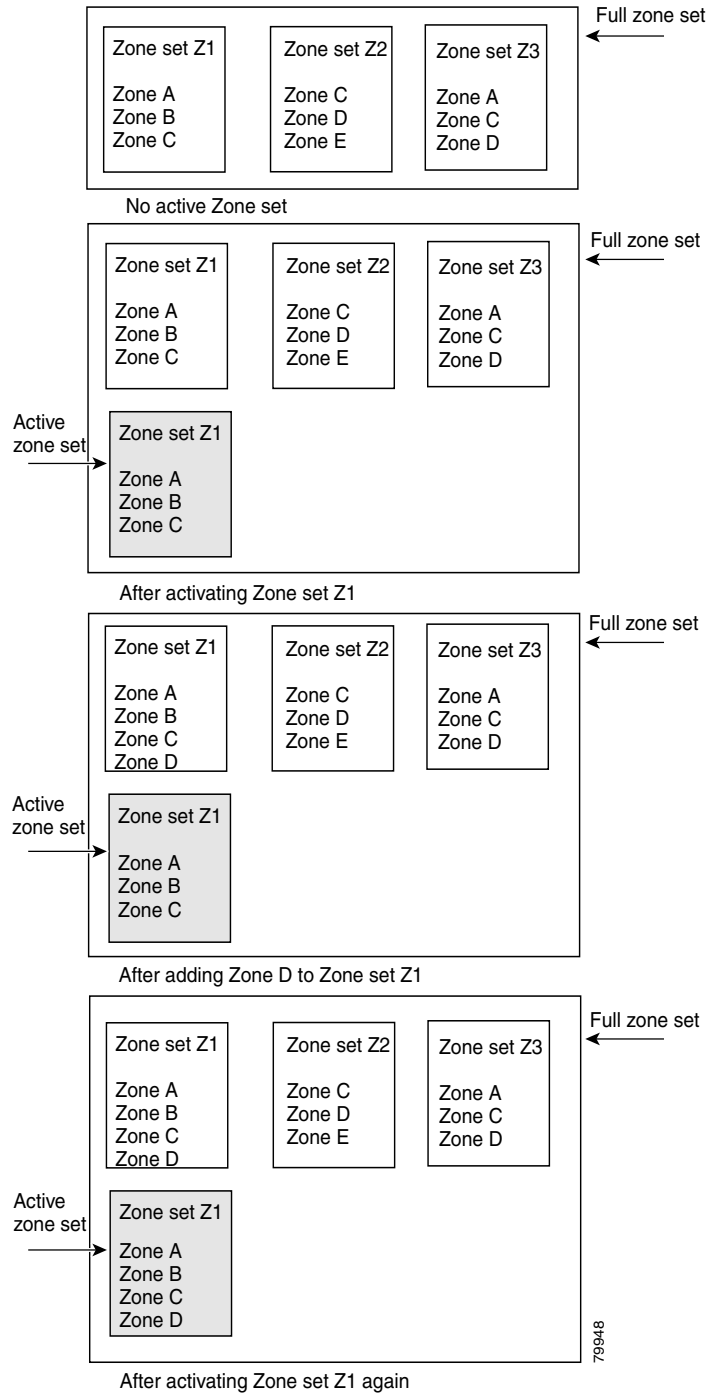 Full zone set
Zone set Z1
Zone A
Zone B
Zone C
Zone set Z2
Zone C
Zone D
Zone E
Zone set Z3
Zone A
Zone C
Zone D
No active Zone set
Full zone set
Zone set Z1
Zone A
Zone B
Zone C
Zone set Z2
Zone C
Zone D
Zone E
Zone set Z3
Zone A
Zone C
Zone D
Active
zone set
Zone set Z1
Zone A
Zone B
Zone C
After activating Zone set Z1
Full zone set
Zone set Z1
Zone A
Zone B
Zone C
Zone D
Zone set Z2
Zone C
Zone D
Zone E
Zone set Z3
Zone A
Zone C
Zone D
Active
zone set
Zone set Z1
Zone A
Zone B
Zone C
After adding Zone D to Zone set Z1
Full zone set
Zone set Z1
Zone A
Zone B
Zone C
Zone D
Zone set Z2
Zone C
Zone D
Zone E
Zone set Z3
Zone A
Zone C
Zone D
Active
zone set
Zone set Z1
Zone A
Zone B
Zone C
Zone D
79948
After activating Zone set Z1 again